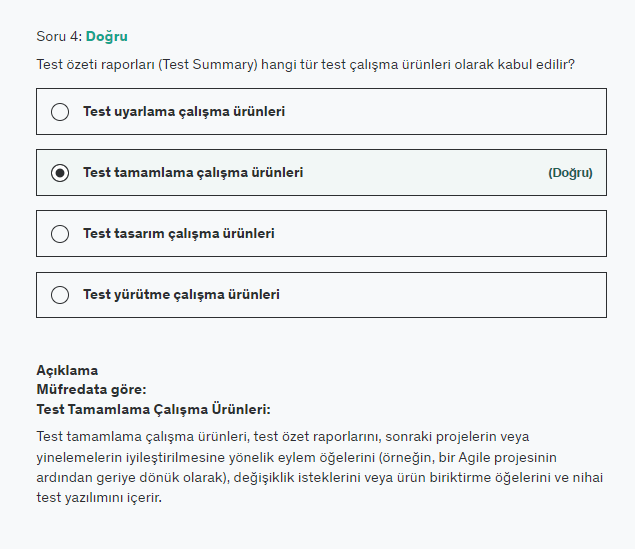 Soru 4: Doğru
Test özeti raporları (Test Summary) hangi tür test çalışma ürünleri olarak kabul edilir?
Test uyarlama çalışma ürünleri
Test tamamlama çalışma ürünleri (Doğru)
Test tasarım çalışma ürünleri
Test yürütme çalışma ürünleri
Açıklama
Müfredata göre:
Test Tamamlama Çalışma Ürünleri:
Test tamamlama çalışma ürünleri, test özet raporlarını, sonraki projelerin veya
yinelemelerin iyileştirilmesine yönelik eylem öğelerini (örneğin, bir Agile projesinin
ardından geriye dönük olarak), değişiklik isteklerini veya ürün biriktirme öğelerini ve nihai
test yazılımını içerir.